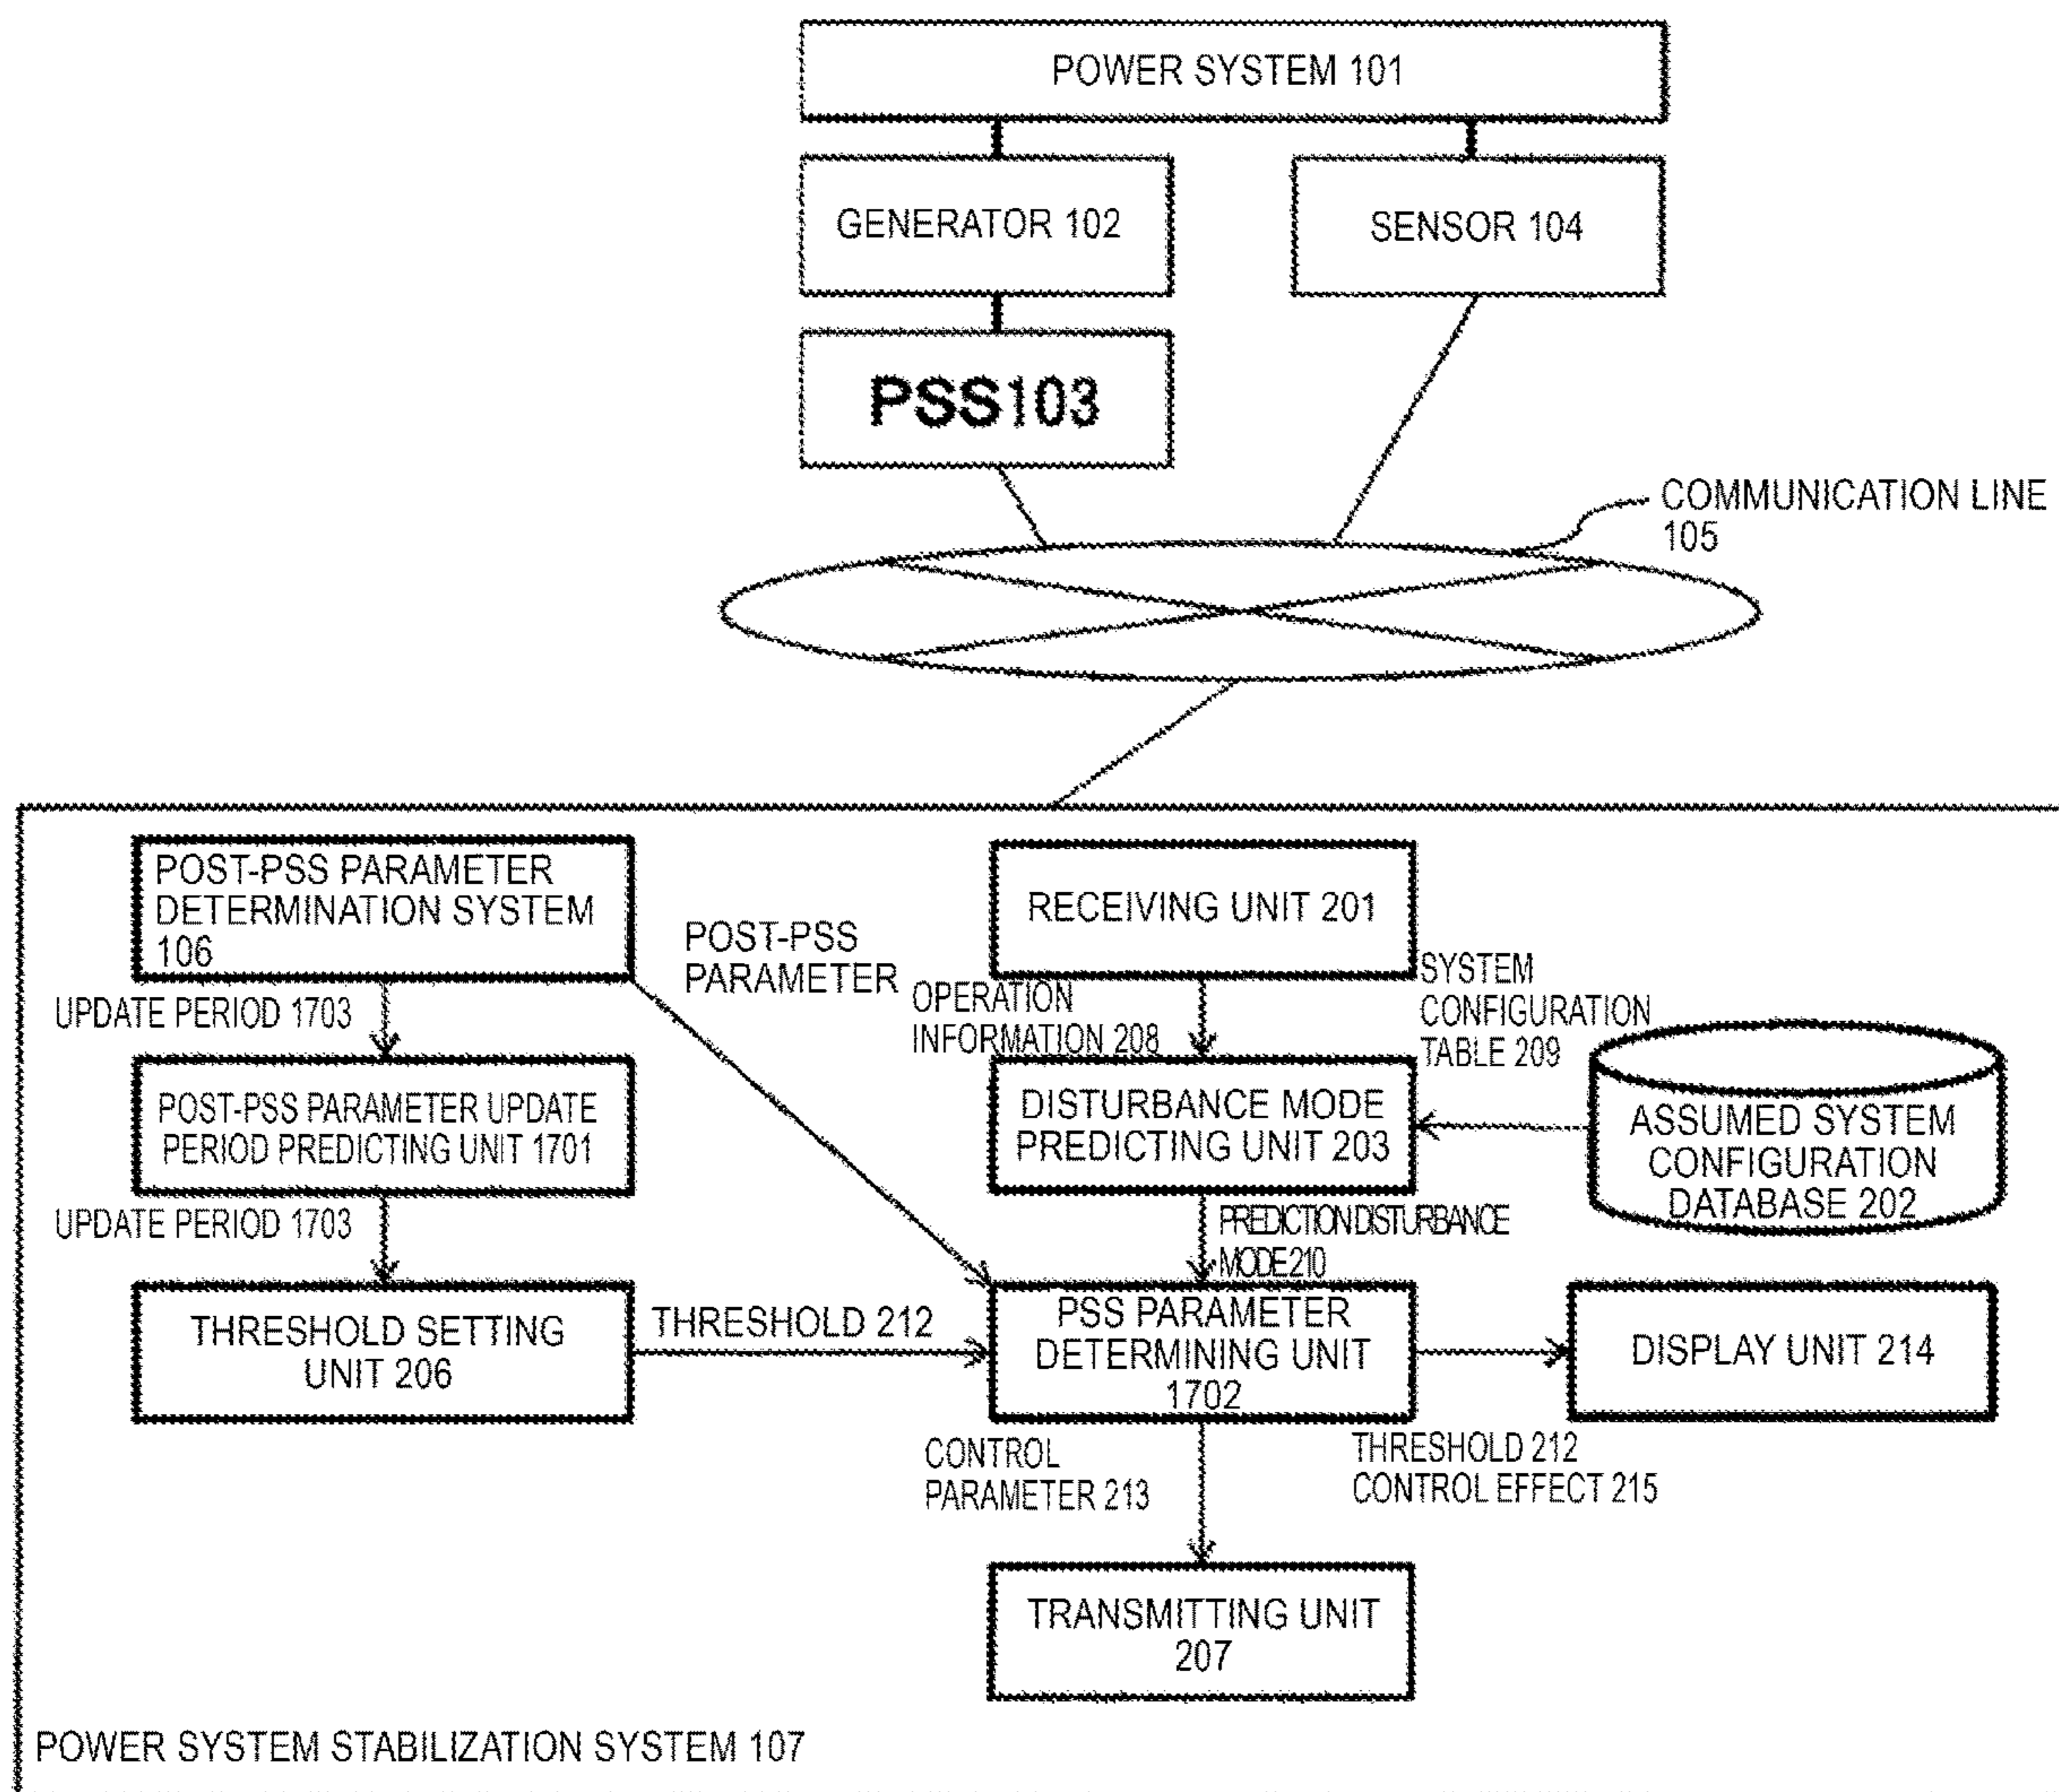 POWER SYSTEM 101
GENERATOR 102
SENSOR 104
PSS103
COMMUNICATION LINE
105
POST-PSS PARAMETER
DETERMINATION SYSTEM
106
RECEIVING UNIT 201
POST-PSS
PARAMETER
UPDATE PERIOD 1703
OPERATION
INFORMATION 208
SYSTEM
CONFIGURATION
TABLE 209
POST-PSS PARAMETER UPDATE
PERIOD PREDICTING UNIT 1701
DISTURBANCE MODE
PREDICTING UNIT 203
ASSUMED SYSTEM
CONFIGURATION
DATABASE 202
UPDATE PERIOD 1703
PREDICTION DISTURBANCE
MODE 210
THRESHOLD SETTING
UNIT 206
THRESHOLD 212
PSS PARAMETER
DETERMINING UNIT
1702
DISPLAY UNIT 214
CONTROL
PARAMETER 213
THRESHOLD 212
CONTROL EFFECT 215
TRANSMITTING UNIT
207
POWER SYSTEM STABILIZATION SYSTEM 107